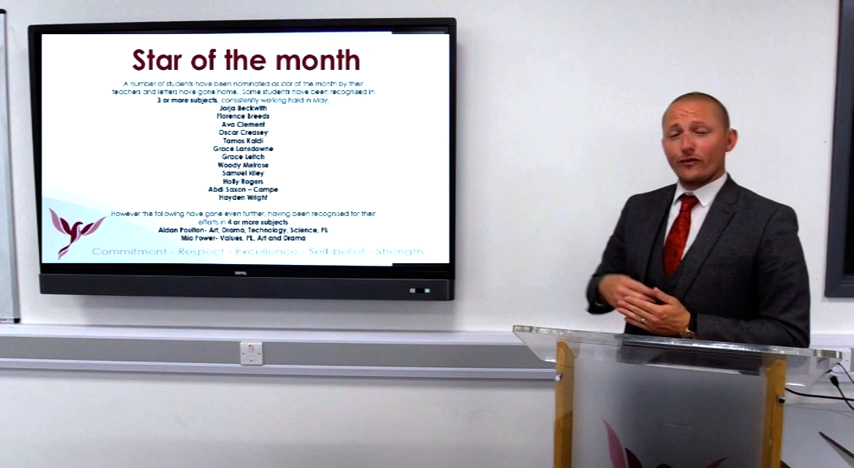 Star of the month
A number of students have been nominated as star of the month by their
teachers and letters have gone home. Some students have been recognised in
3 or more subjects, consistently working hard in May.
Jorja Beckwith
Florence Breeds
Ava Clement
Oscar Creasey
Tamas Kaldi
Grace Lansdowne
Grace Leitch
Woody Melrose
Samuel Riley
Holly Rogers
Abdi Saxon – Campe
Hayden Wright
However the following have gone even further, having been recognised for their
efforts in 4 or more subjects
Aidan Poulton- Art, Drama, Technology, Science, PE
Mia Power- Values, PE, Art and Drama
Commitment - Respect - Excellence - Self-belief - Strength
BENQ